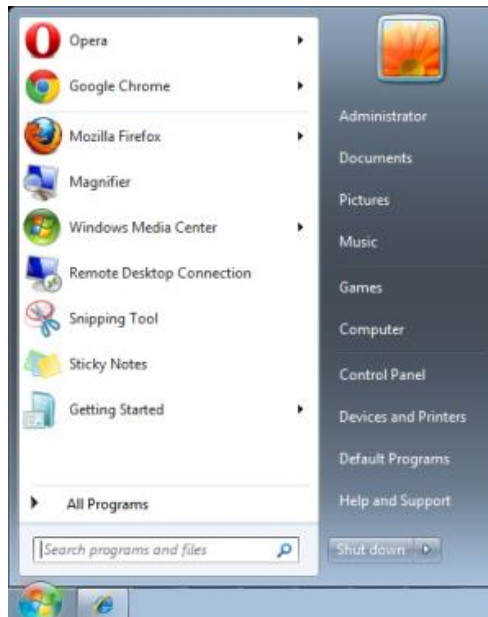 Opera
Google Chrome
Mozilla Firefox
Magnifier
Windows Media Center
Remote Desktop Connection
Snipping Tool
Sticky Notes
Getting Started
All Programs
Search programs and files
Administrator
Documents
Pictures
Music
Games
Computer
Control Panel
Devices and Printers
Default Programs
Help and Support
Shut down